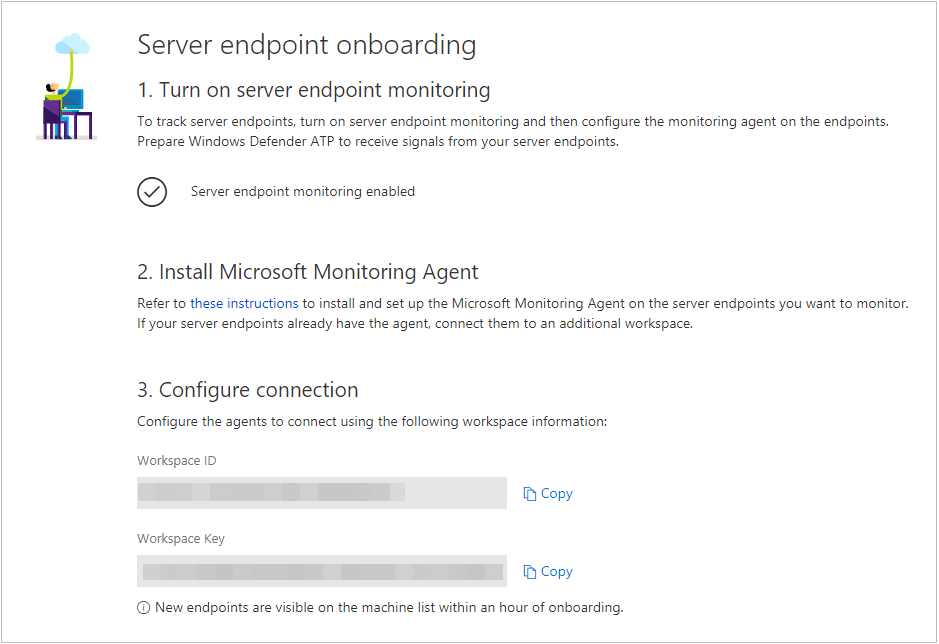 Server endpoint onboarding
1. Turn on server endpoint monitoring
To track server endpoints, turn on server endpoint monitoring and then configure the monitoring agent on the endpoints.
Prepare Windows Defender ATP to receive signals from your server endpoints.
Server endpoint monitoring enabled
2. Install Microsoft Monitoring Agent
Refer to these instructions to install and set up the Microsoft Monitoring Agent on the server endpoints you want to monitor.
If your server endpoints already have the agent, connect them to an additional workspace.
3. Configure connection
Configure the agents to connect using the following workspace information:
Workspace ID
Copy
Workspace Key
Copy
New endpoints are visible on the machine list within an hour of onboarding.